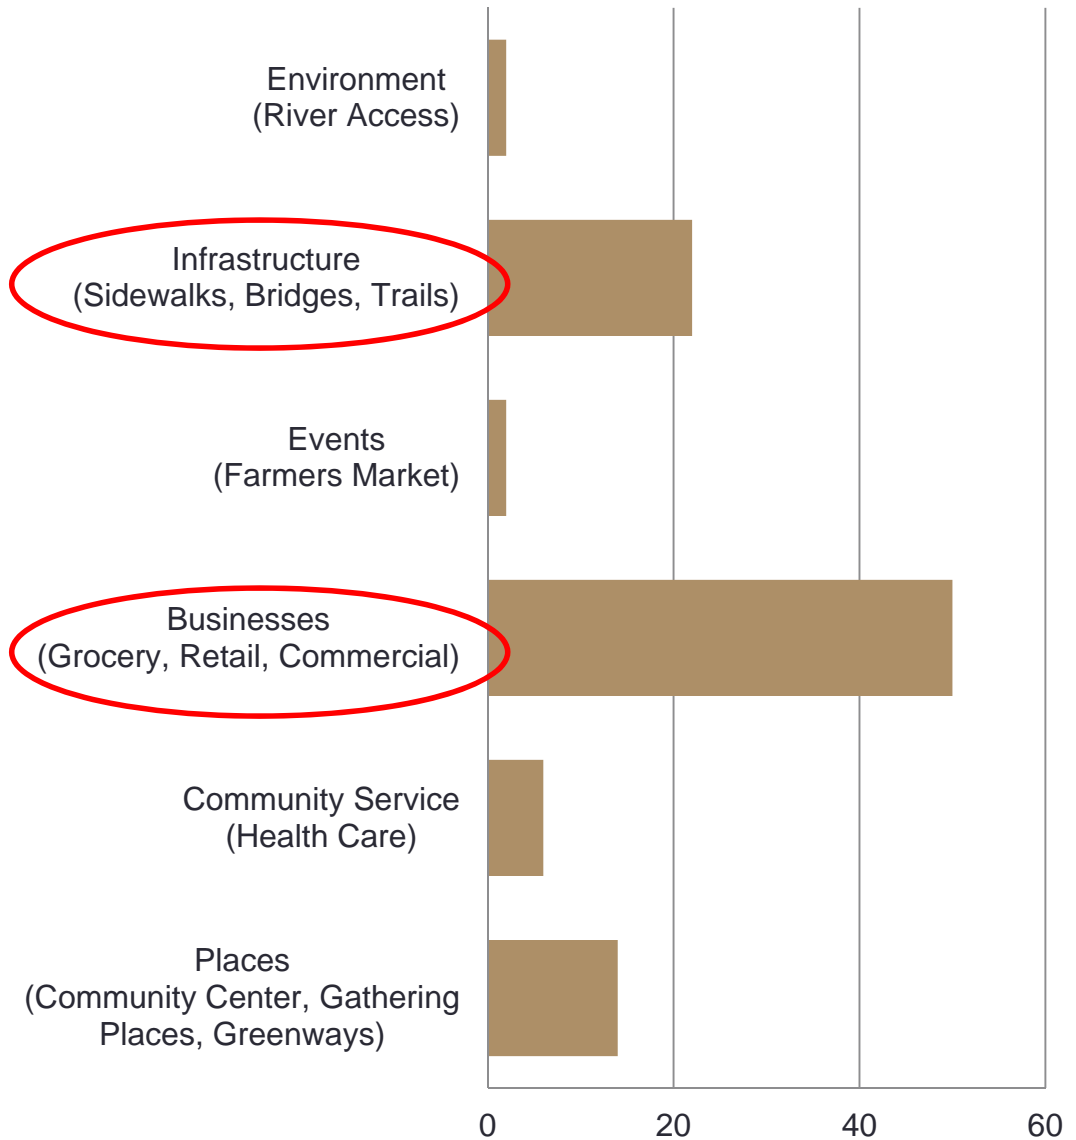 Environment
(River Access)
Infrastructure
(Sidewalks, Bridges, Trails)
Events
(Farmers Market)
Businesses
(Grocery, Retail, Commercial)
Community Service
(Health Care)
Places
(Community Center, Gathering
Places, Greenways)
0 20 40 60